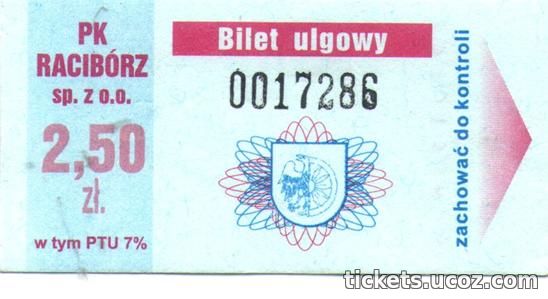 PK
RACIBÓRZ
sp. z o.o.
2,50
zł.
w tym PTU 7%
Bilet ulgowy
0017286
zachować do kontroli
tickets.ucoz.com